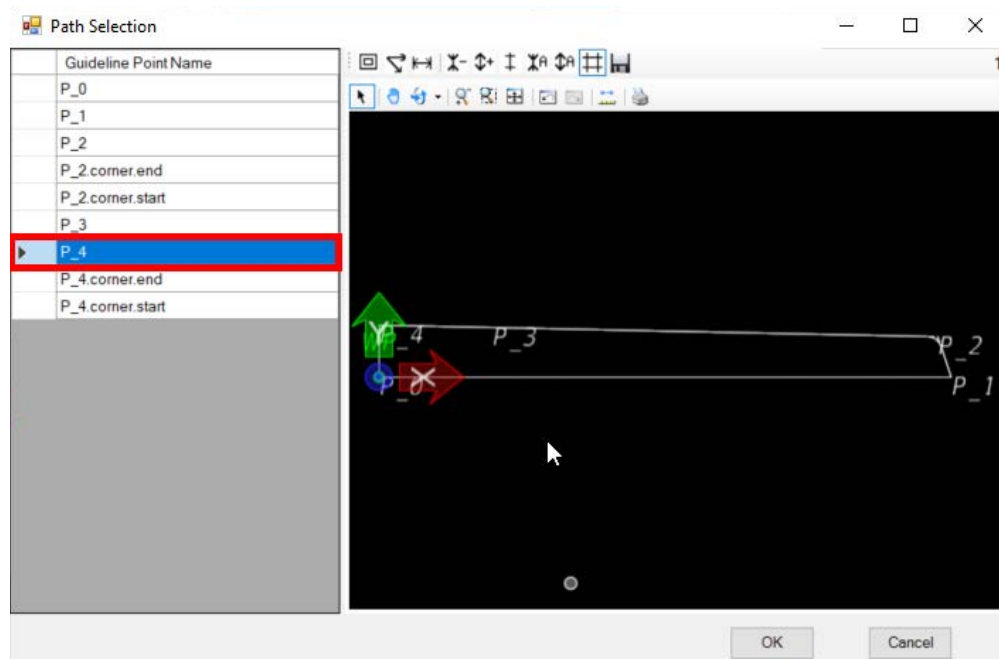 Path Selection
Guideline Point Name
P_0
P_1
P_2
P_2.corner.end
P_2.corner.start
P_3
P_4
P_4.corner.end
P_4.corner.start
Y P_4 P_3 P_2
P_0 X P_1
OK Cancel